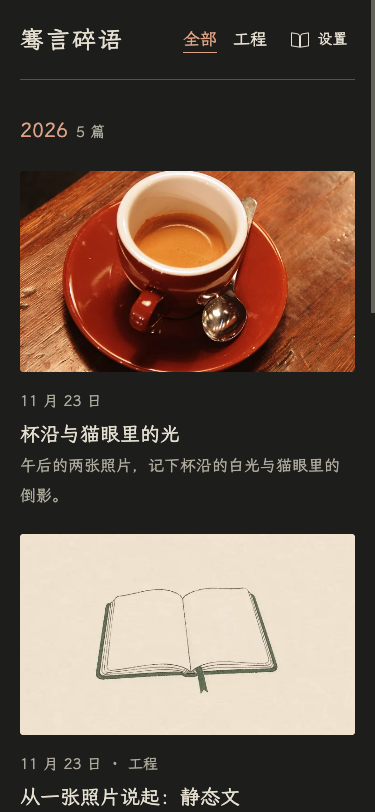 骞言碎语
全部 工程 设置
2026 5 篇
11 月 23 日
杯沿与猫眼里的光
午后的两张照片，记下杯沿的白光与猫眼里的
倒影。
11 月 23 日 · 工程
从一张照片说起：静态文